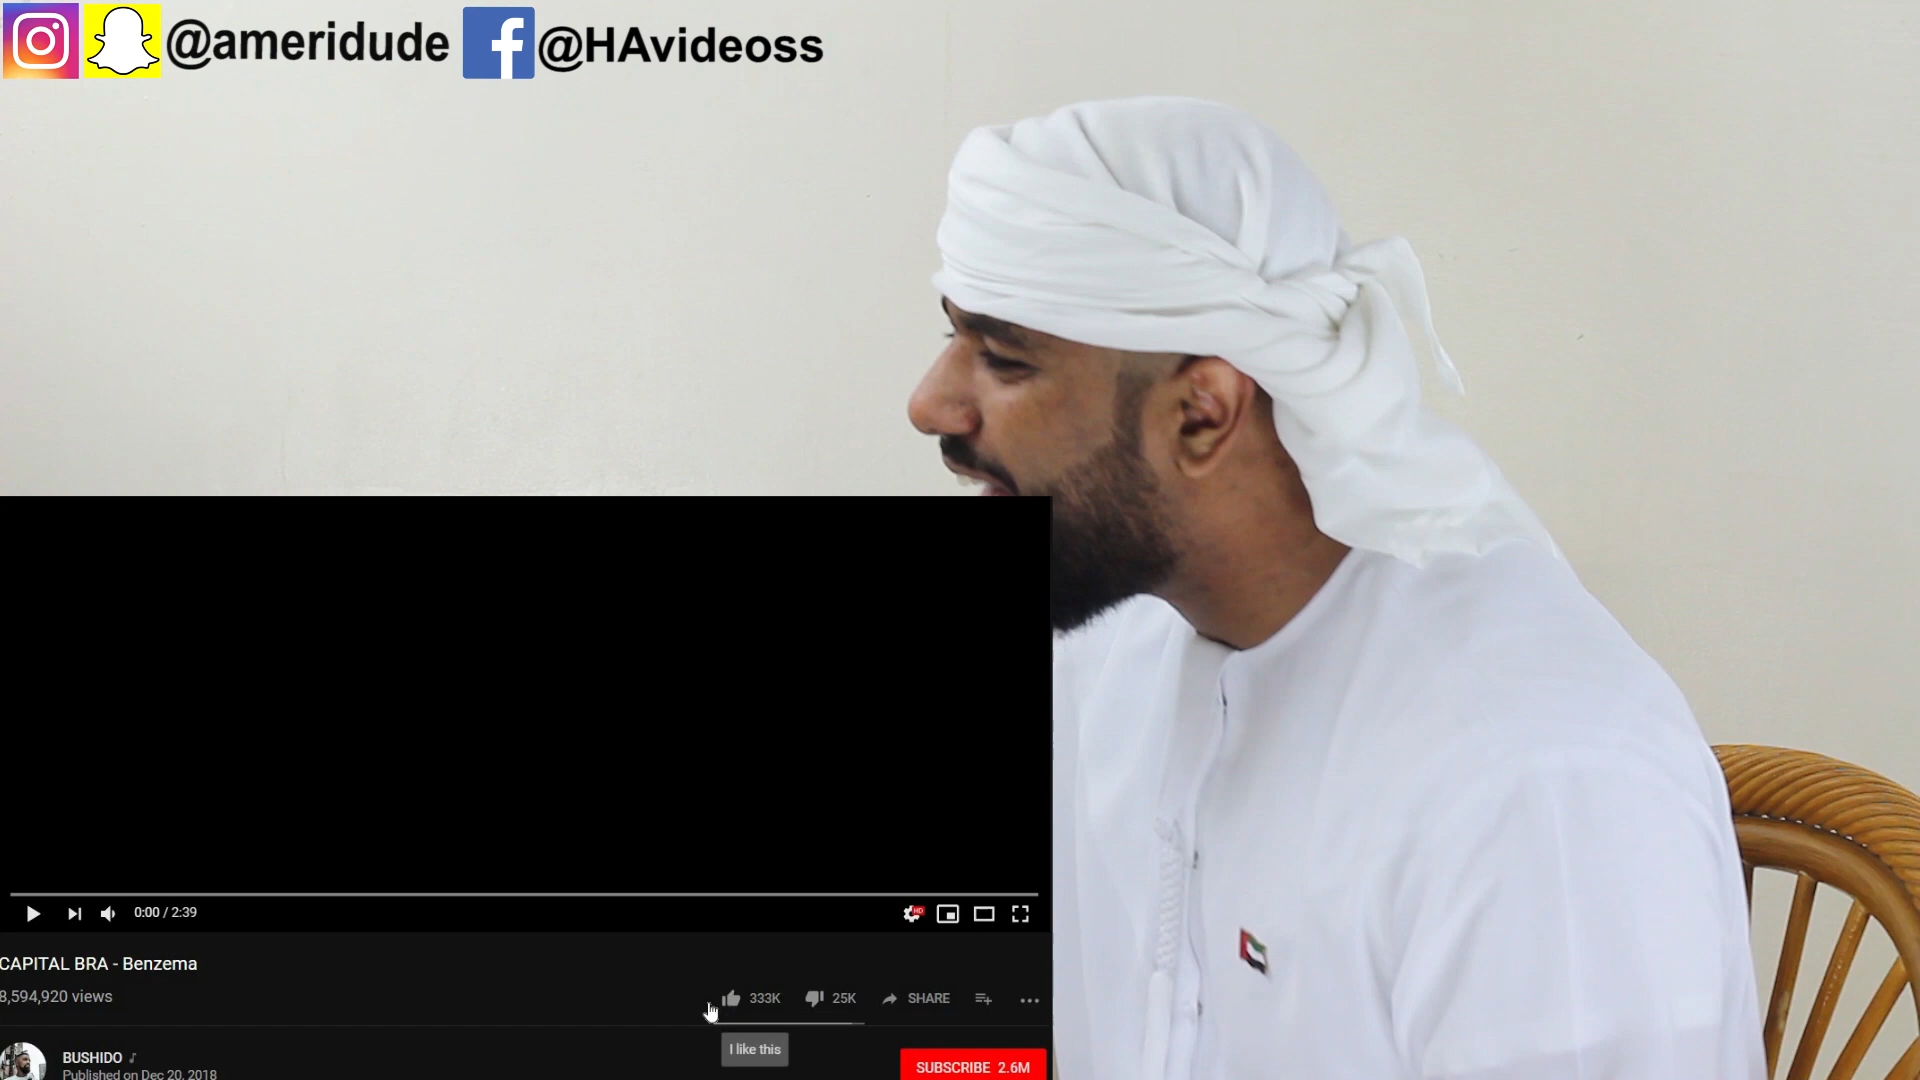 @ameridude @HAvideoss
HD
0:00 / 2:39
CAPITAL BRA - Benzema
8,594,920 views
333K 25K SHARE
I like this
BUSHIDO
SUBSCRIBE 2.6M
Published on Dec 20, 2018